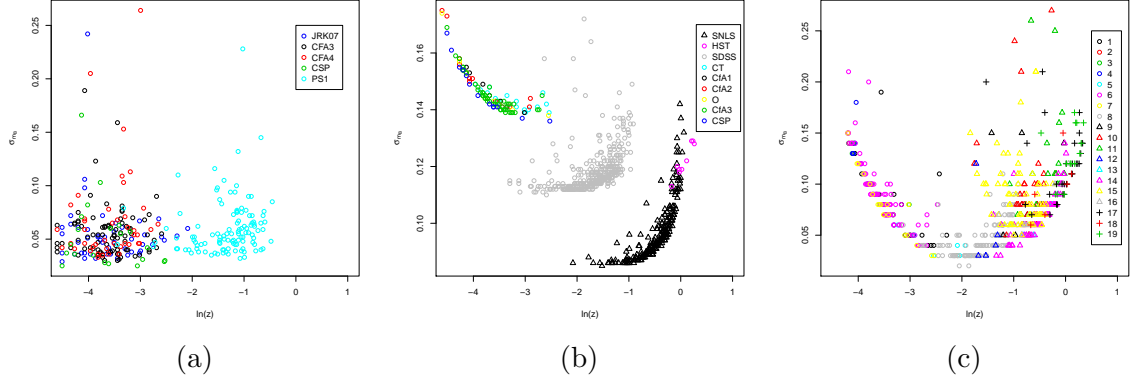 0.25
0.20
0.15
0.10
0.05
σmb
−4
−3
−2
−1
0
1
ln(z)
JRK07
CFA3
CFA4
CSP
PS1
(a)
0.16
0.14
0.12
0.10
σmb
−4
−3
−2
−1
0
1
ln(z)
SNLS
HST
SDSS
CT
CfA1
CfA2
O
CfA3
CSP
(b)
0.25
0.20
0.15
0.10
0.05
σmb
−4
−3
−2
−1
0
1
ln(z)
1
2
3
4
5
6
7
8
9
10
11
12
13
14
15
16
17
18
19
(c)